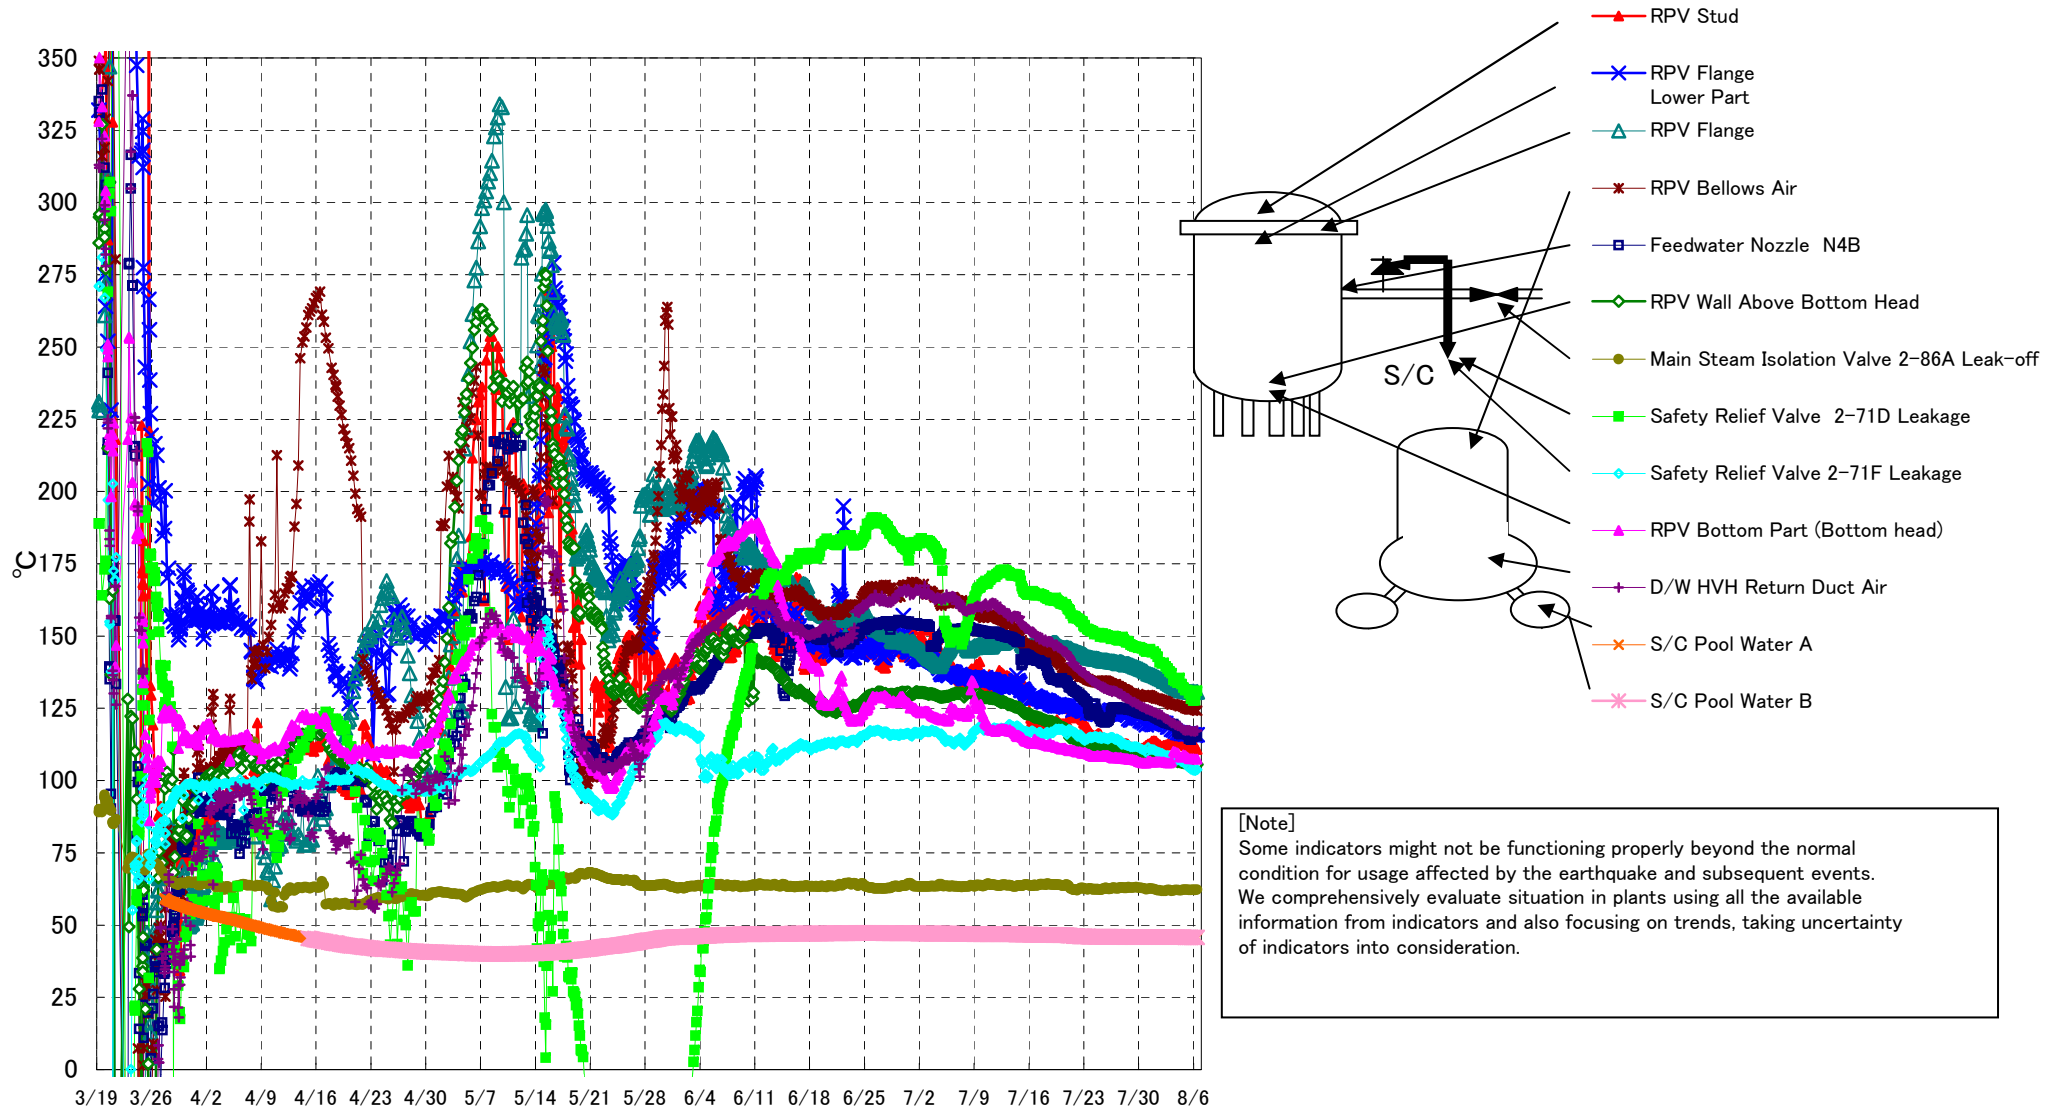 350
325
300
275
250
225
200
175
150
125
100
75
50
25
0
℃
3/19 3/26 4/2 4/9 4/16 4/23 4/30 5/7 5/14 5/21 5/28 6/4 6/11 6/18 6/25 7/2 7/9 7/16 7/23 7/30 8/6
RPV Stud
RPV Flange
Lower Part
RPV Flange
RPV Bellows Air
Feedwater Nozzle N4B
RPV Wall Above Bottom Head
Main Steam Isolation Valve 2-86A Leak-off
Safety Relief Valve 2-71D Leakage
Safety Relief Valve 2-71F Leakage
RPV Bottom Part (Bottom head)
D/W HVH Return Duct Air
S/C Pool Water A
S/C Pool Water B
S/C
[Note]
Some indicators might not be functioning properly beyond the normal
condition for usage affected by the earthquake and subsequent events.
We comprehensively evaluate situation in plants using all the available
information from indicators and also focusing on trends, taking uncertainty
of indicators into consideration.